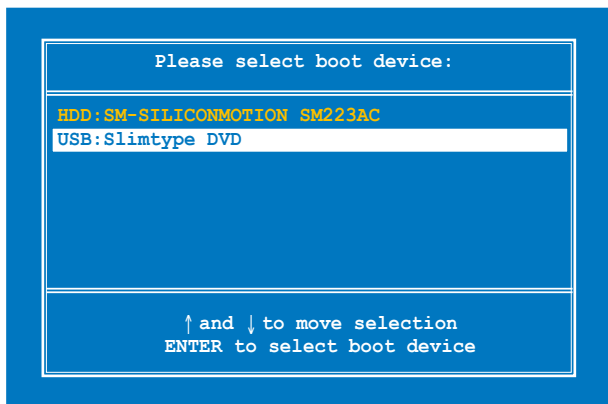 Please select boot device:
HDD:SM-SILICONMOTION SM223AC
USB:Slimtype DVD
↑ and ↓ to move selection
ENTER to select boot device